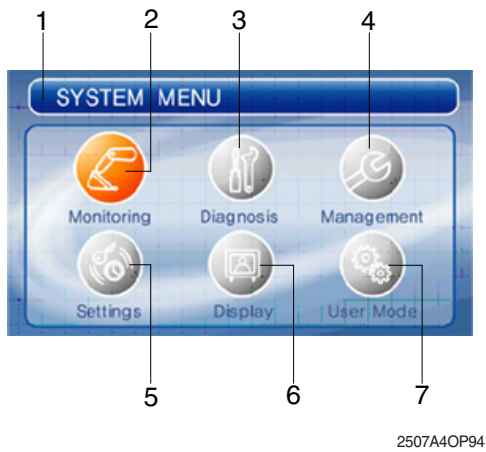 1 2 3 4
SYSTEM MENU
Monitoring Diagnosis Management
Settings Display User Mode
5 6 7
2507A4OP94